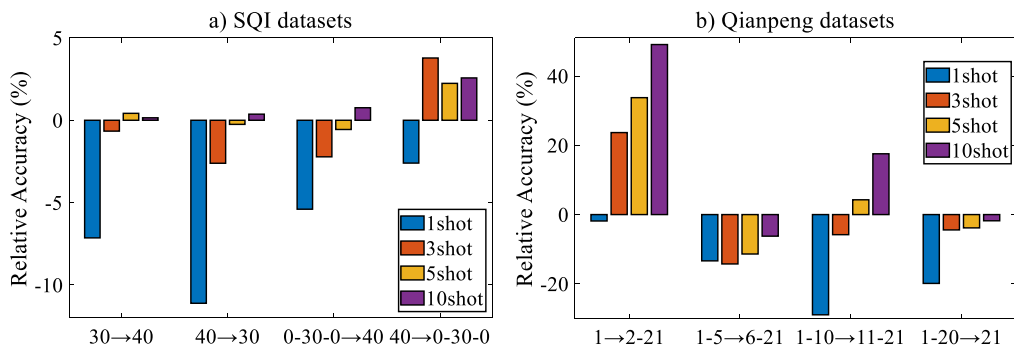 a) SQI datasets
Relative Accuracy (%)
5
0
-5
-10
1shot
3shot
5shot
10shot
30→40
40→30
0-30-0→40
40→0-30-0
b) Qianpeng datasets
Relative Accuracy (%)
40
20
0
-20
1shot
3shot
5shot
10shot
1→2-21
1-5→6-21
1-10→11-21
1-20→21